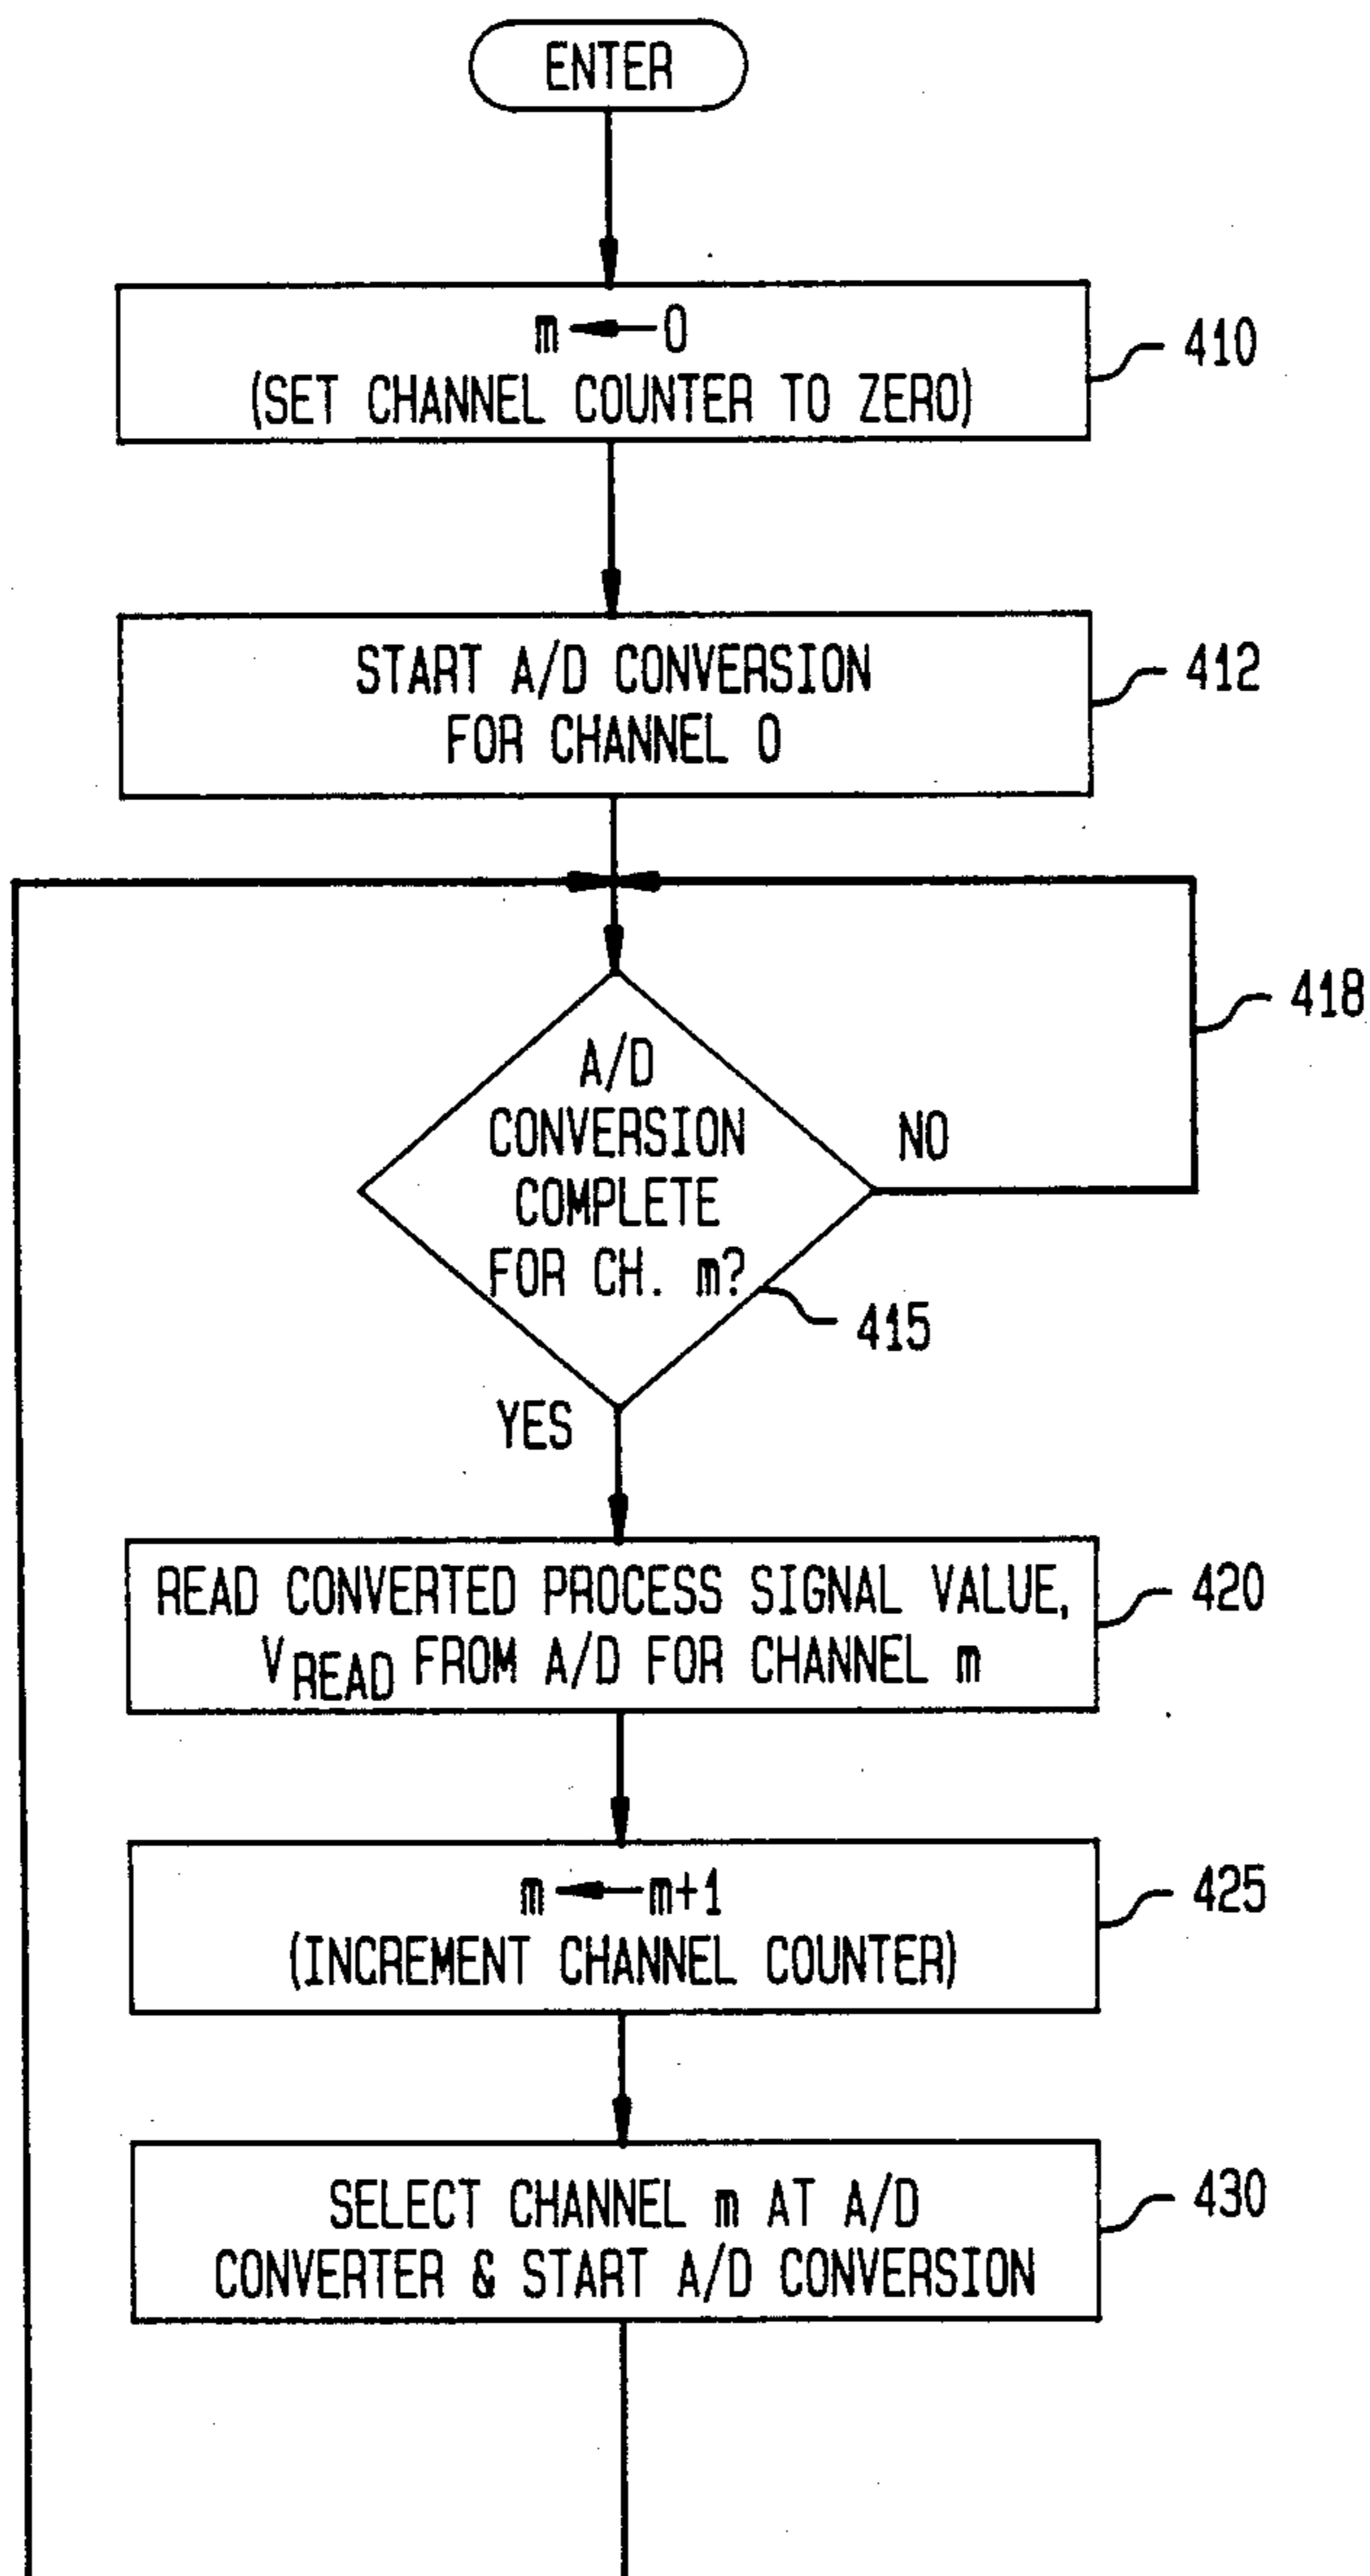 ENTER
m ← 0
(SET CHANNEL COUNTER TO ZERO)
410
START A/D CONVERSION
FOR CHANNEL 0
412
418
A/D
CONVERSION
COMPLETE
FOR CH. m?
NO
415
YES
READ CONVERTED PROCESS SIGNAL VALUE,
VREAD FROM A/D FOR CHANNEL m
420
m ← m+1
(INCREMENT CHANNEL COUNTER)
425
SELECT CHANNEL m AT A/D
CONVERTER & START A/D CONVERSION
430